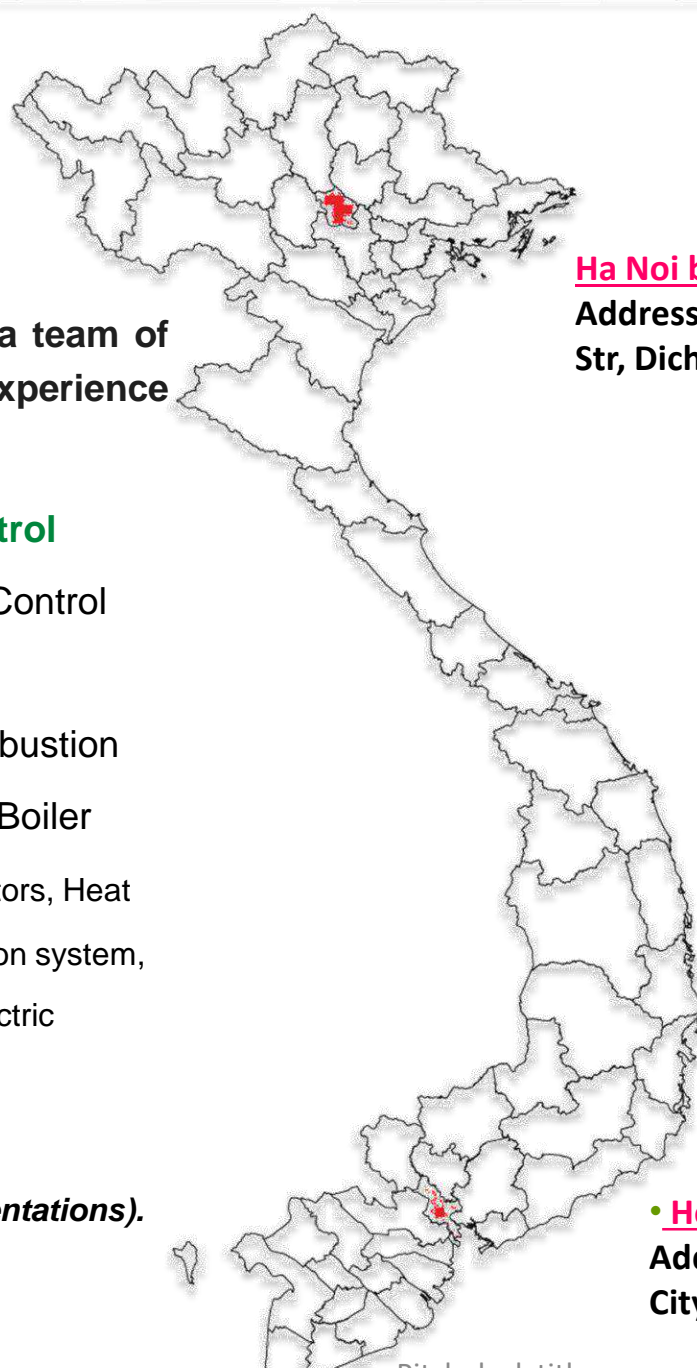 a team of
xperience
trol
Control
bustion
Boiler
tors, Heat
on system,
ctric
entations).
Ha Noi b
Address
Str, Dich
• H
Add
City